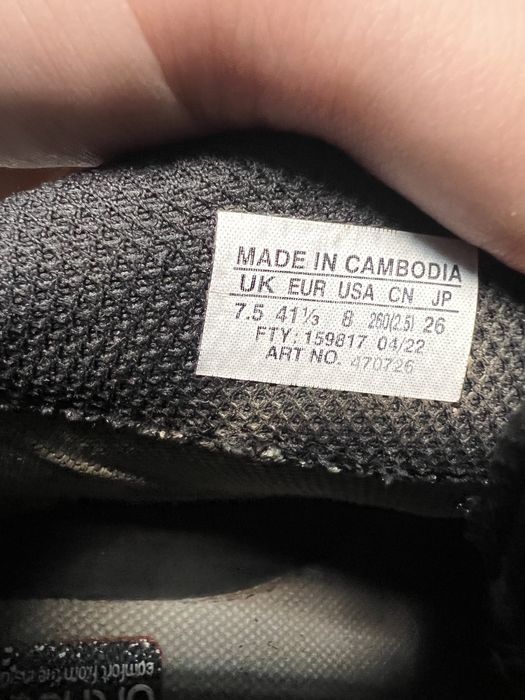 MADE IN CAMBODIA
UK EUR USA CN JP
7.5 41⅓ 8 260(2.5) 26
FTY: 159817 04/22
ART NO. 470726
comfort from the